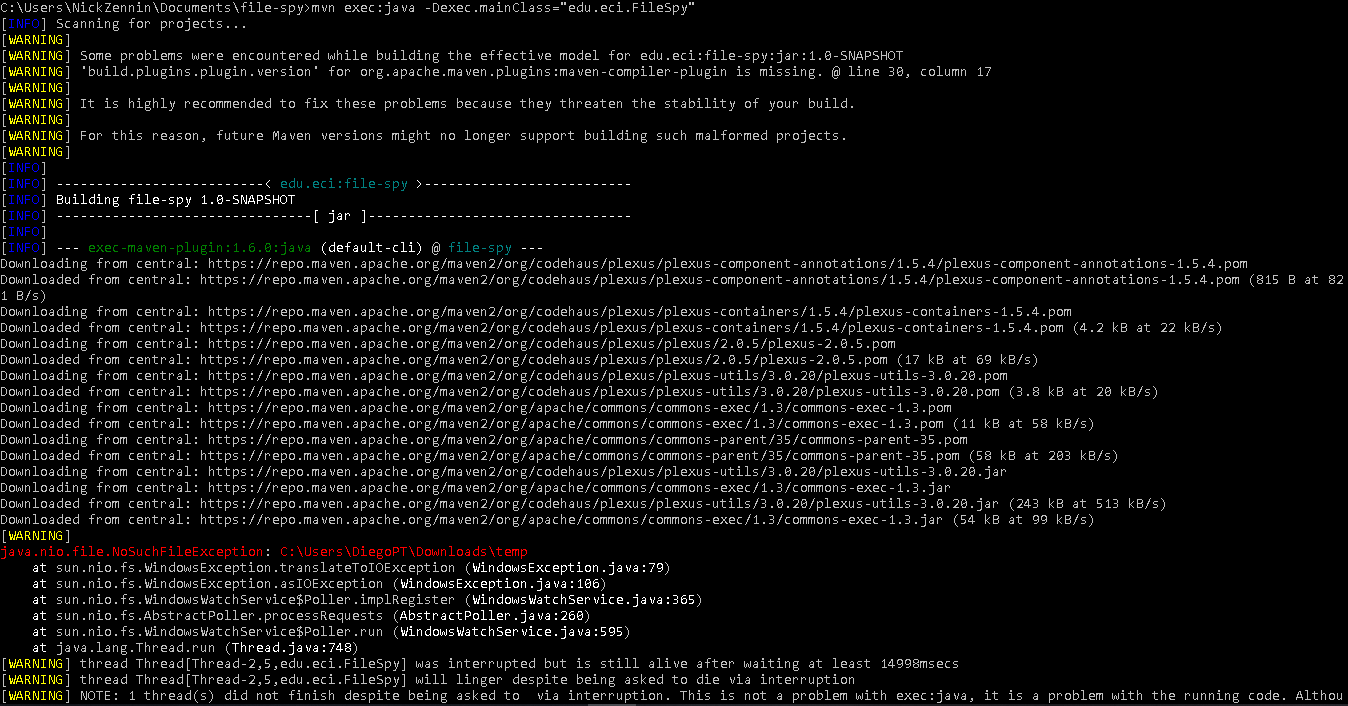 C:\Users\NickZennin\Documents\file-spy>mvn exec:java -Dexec.mainClass="edu.eci.FileSpy"
[INFO] Scanning for projects...
[WARNING]
[WARNING] Some problems were encountered while building the effective model for edu.eci:file-spy:jar:1.0-SNAPSHOT
[WARNING] 'build.plugins.plugin.version' for org.apache.maven.plugins:maven-compiler-plugin is missing. @ line 30, column 17
[WARNING]
[WARNING] It is highly recommended to fix these problems because they threaten the stability of your build.
[WARNING]
[WARNING] For this reason, future Maven versions might no longer support building such malformed projects.
[WARNING]
[INFO]
[INFO] --------------------------< edu.eci:file-spy >--------------------------
[INFO] Building file-spy 1.0-SNAPSHOT
[INFO] --------------------------------[ jar ]---------------------------------
[INFO]
[INFO] --- exec-maven-plugin:1.6.0:java (default-cli) @ file-spy ---
Downloading from central: https://repo.maven.apache.org/maven2/org/codehaus/plexus/plexus-component-annotations/1.5.4/plexus-component-annotations-1.5.4.pom
Downloaded from central: https://repo.maven.apache.org/maven2/org/codehaus/plexus/plexus-component-annotations/1.5.4/plexus-component-annotations-1.5.4.pom (815 B at 82
1 B/s)
Downloading from central: https://repo.maven.apache.org/maven2/org/codehaus/plexus/plexus-containers/1.5.4/plexus-containers-1.5.4.pom
Downloaded from central: https://repo.maven.apache.org/maven2/org/codehaus/plexus/plexus-containers/1.5.4/plexus-containers-1.5.4.pom (4.2 kB at 22 kB/s)
Downloading from central: https://repo.maven.apache.org/maven2/org/codehaus/plexus/plexus/2.0.5/plexus-2.0.5.pom
Downloaded from central: https://repo.maven.apache.org/maven2/org/codehaus/plexus/plexus/2.0.5/plexus-2.0.5.pom (17 kB at 69 kB/s)
Downloading from central: https://repo.maven.apache.org/maven2/org/codehaus/plexus/plexus-utils/3.0.20/plexus-utils-3.0.20.pom
Downloaded from central: https://repo.maven.apache.org/maven2/org/codehaus/plexus/plexus-utils/3.0.20/plexus-utils-3.0.20.pom (3.8 kB at 20 kB/s)
Downloading from central: https://repo.maven.apache.org/maven2/org/apache/commons/commons-exec/1.3/commons-exec-1.3.pom
Downloaded from central: https://repo.maven.apache.org/maven2/org/apache/commons/commons-exec/1.3/commons-exec-1.3.pom (11 kB at 58 kB/s)
Downloading from central: https://repo.maven.apache.org/maven2/org/apache/commons/commons-parent/35/commons-parent-35.pom
Downloaded from central: https://repo.maven.apache.org/maven2/org/apache/commons/commons-parent/35/commons-parent-35.pom (58 kB at 203 kB/s)
Downloading from central: https://repo.maven.apache.org/maven2/org/codehaus/plexus/plexus-utils/3.0.20/plexus-utils-3.0.20.jar
Downloading from central: https://repo.maven.apache.org/maven2/org/apache/commons/commons-exec/1.3/commons-exec-1.3.jar
Downloaded from central: https://repo.maven.apache.org/maven2/org/codehaus/plexus/plexus-utils/3.0.20/plexus-utils-3.0.20.jar (243 kB at 513 kB/s)
Downloaded from central: https://repo.maven.apache.org/maven2/org/apache/commons/commons-exec/1.3/commons-exec-1.3.jar (54 kB at 99 kB/s)
[WARNING]
java.nio.file.NoSuchFileException: C:\Users\DiegoPT\Downloads\temp
    at sun.nio.fs.WindowsException.translateToIOException (WindowsException.java:79)
    at sun.nio.fs.WindowsException.asIOException (WindowsException.java:106)
    at sun.nio.fs.WindowsWatchService$Poller.implRegister (WindowsWatchService.java:365)
    at sun.nio.fs.AbstractPoller.processRequests (AbstractPoller.java:260)
    at sun.nio.fs.WindowsWatchService$Poller.run (WindowsWatchService.java:595)
    at java.lang.Thread.run (Thread.java:748)
[WARNING] thread Thread[Thread-2,5,edu.eci.FileSpy] was interrupted but is still alive after waiting at least 14998msecs
[WARNING] thread Thread[Thread-2,5,edu.eci.FileSpy] will linger despite being asked to die via interruption
[WARNING] NOTE: 1 thread(s) did not finish despite being asked to  via interruption. This is not a problem with exec:java, it is a problem with the running code. Althou